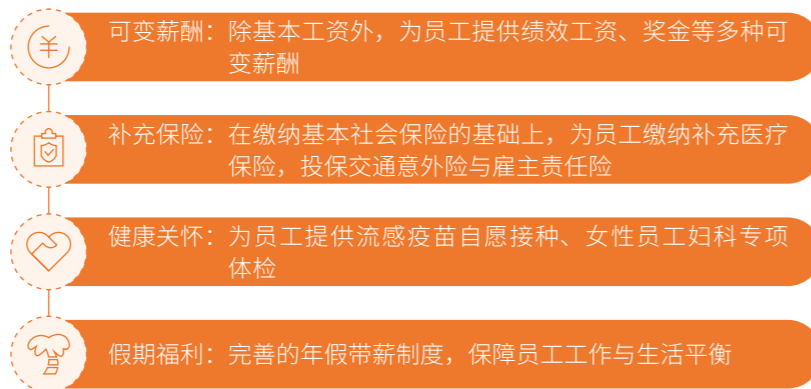 可变薪酬：除基本工资外，为员工提供绩效工资、奖金等多种可
变薪酬
补充保险：在缴纳基本社会保险的基础上，为员工缴纳补充医疗
保险，投保交通意外险与雇主责任险
健康关怀：为员工提供流感疫苗自愿接种、女性员工妇科专项
体检
假期福利：完善的年假带薪制度，保障员工工作与生活平衡